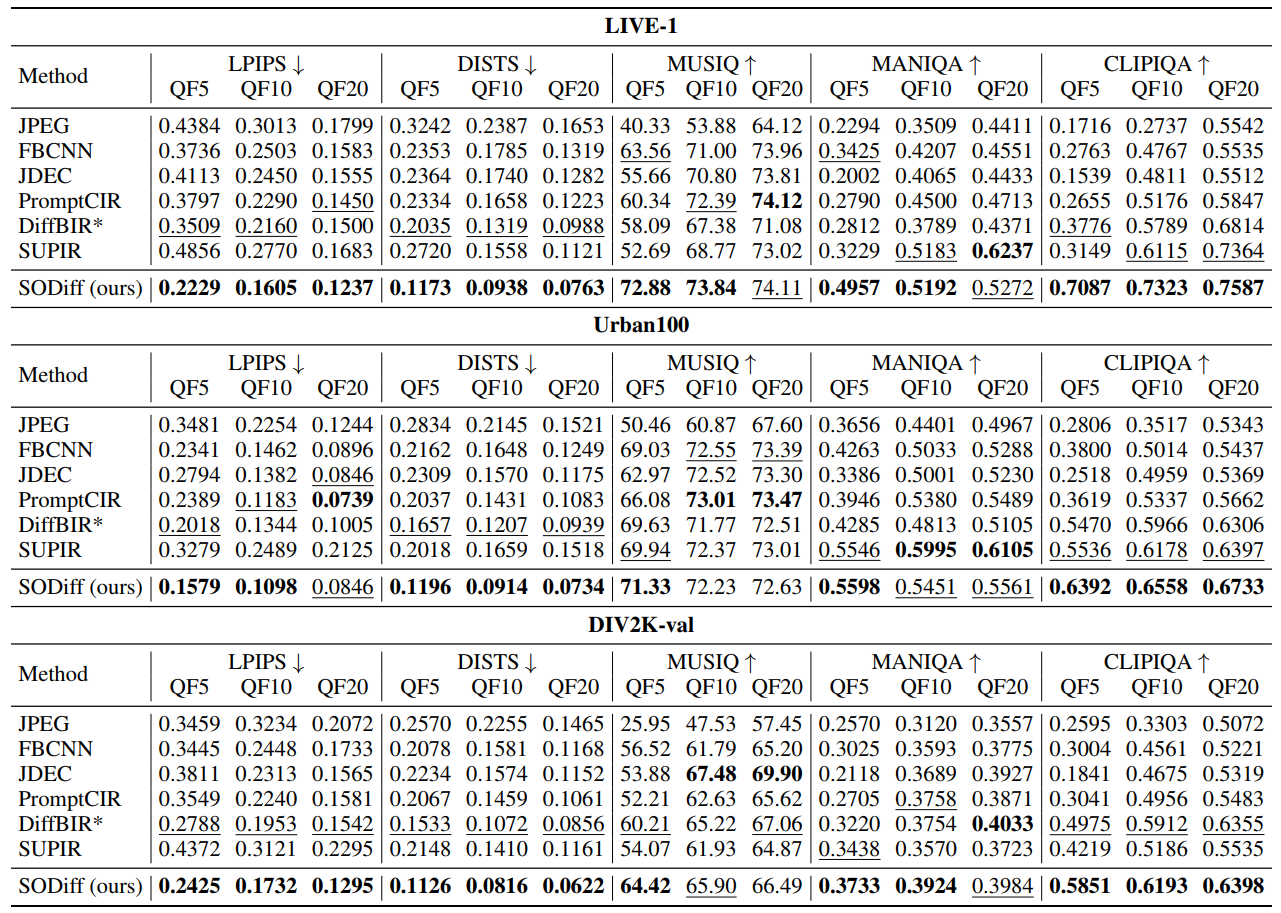 LIVE-1
Method LPIPS ↓ DISTS ↓ MUSIQ ↑ MANIQA ↑ CLIPIQA ↑
QF5 QF10 QF20 QF5 QF10 QF20 QF5 QF10 QF20 QF5 QF10 QF20 QF5 QF10 QF20
JPEG 0.4384 0.3013 0.1799 0.3242 0.2387 0.1653 40.33 53.88 64.12 0.2294 0.3509 0.4411 0.1716 0.2737 0.5542
FBCNN 0.3736 0.2503 0.1583 0.2353 0.1785 0.1319 63.56 71.00 73.96 0.3425 0.4207 0.4551 0.2763 0.4767 0.5535
JDEC 0.4113 0.2450 0.1555 0.2364 0.1740 0.1282 55.66 70.80 73.81 0.2002 0.4065 0.4433 0.1539 0.4811 0.5512
PromptCIR 0.3797 0.2290 0.1450 0.2334 0.1658 0.1223 60.34 72.39 74.12 0.2790 0.4500 0.4713 0.2655 0.5176 0.5847
DiffBIR* 0.3509 0.2160 0.1500 0.2035 0.1319 0.0988 58.09 67.38 71.08 0.2812 0.3789 0.4371 0.3776 0.5789 0.6814
SUPIR 0.4856 0.2770 0.1683 0.2720 0.1558 0.1121 52.69 68.77 73.02 0.3229 0.5183 0.6237 0.3149 0.6115 0.7364
SODiff (ours) 0.2229 0.1605 0.1237 0.1173 0.0938 0.0763 72.88 73.84 74.11 0.4957 0.5192 0.5272 0.7087 0.7323 0.7587
Urban100
Method LPIPS ↓ DISTS ↓ MUSIQ ↑ MANIQA ↑ CLIPIQA ↑
QF5 QF10 QF20 QF5 QF10 QF20 QF5 QF10 QF20 QF5 QF10 QF20 QF5 QF10 QF20
JPEG 0.3481 0.2254 0.1244 0.2834 0.2145 0.1521 50.46 60.87 67.60 0.3656 0.4401 0.4967 0.2806 0.3517 0.5343
FBCNN 0.2341 0.1462 0.0896 0.2162 0.1648 0.1249 69.03 72.55 73.39 0.4263 0.5033 0.5288 0.3800 0.5014 0.5437
JDEC 0.2794 0.1382 0.0846 0.2309 0.1570 0.1175 62.97 72.52 73.30 0.3386 0.5001 0.5230 0.2518 0.4959 0.5369
PromptCIR 0.2389 0.1183 0.0739 0.2037 0.1431 0.1083 66.08 73.01 73.47 0.3946 0.5380 0.5489 0.3619 0.5337 0.5662
DiffBIR* 0.2018 0.1344 0.1005 0.1657 0.1207 0.0939 69.63 71.77 72.51 0.4285 0.4813 0.5105 0.5470 0.5966 0.6306
SUPIR 0.3279 0.2489 0.2125 0.2018 0.1659 0.1518 69.94 72.37 73.01 0.5546 0.5995 0.6105 0.5536 0.6178 0.6397
SODiff (ours) 0.1579 0.1098 0.0846 0.1196 0.0914 0.0734 71.33 72.23 72.63 0.5598 0.5451 0.5561 0.6392 0.6558 0.6733
DIV2K-val
Method LPIPS ↓ DISTS ↓ MUSIQ ↑ MANIQA ↑ CLIPIQA ↑
QF5 QF10 QF20 QF5 QF10 QF20 QF5 QF10 QF20 QF5 QF10 QF20 QF5 QF10 QF20
JPEG 0.3459 0.3234 0.2072 0.2570 0.2255 0.1465 25.95 47.53 57.45 0.2570 0.3120 0.3557 0.2595 0.3303 0.5072
FBCNN 0.3445 0.2448 0.1733 0.2078 0.1581 0.1168 56.52 61.79 65.20 0.3025 0.3593 0.3775 0.3004 0.4561 0.5221
JDEC 0.3811 0.2313 0.1565 0.2234 0.1574 0.1152 53.88 67.48 69.90 0.2118 0.3689 0.3927 0.1841 0.4675 0.5319
PromptCIR 0.3549 0.2240 0.1581 0.2067 0.1459 0.1061 52.21 62.63 65.62 0.2705 0.3758 0.3871 0.3041 0.4956 0.5483
DiffBIR* 0.2788 0.1953 0.1542 0.1533 0.1072 0.0856 60.21 65.22 67.06 0.3220 0.3754 0.4033 0.4975 0.5912 0.6355
SUPIR 0.4372 0.3121 0.2295 0.2148 0.1410 0.1161 54.07 61.93 64.87 0.3438 0.3570 0.3723 0.4219 0.5186 0.5535
SODiff (ours) 0.2425 0.1732 0.1295 0.1126 0.0816 0.0622 64.42 65.90 66.49 0.3733 0.3924 0.3984 0.5851 0.6193 0.6398